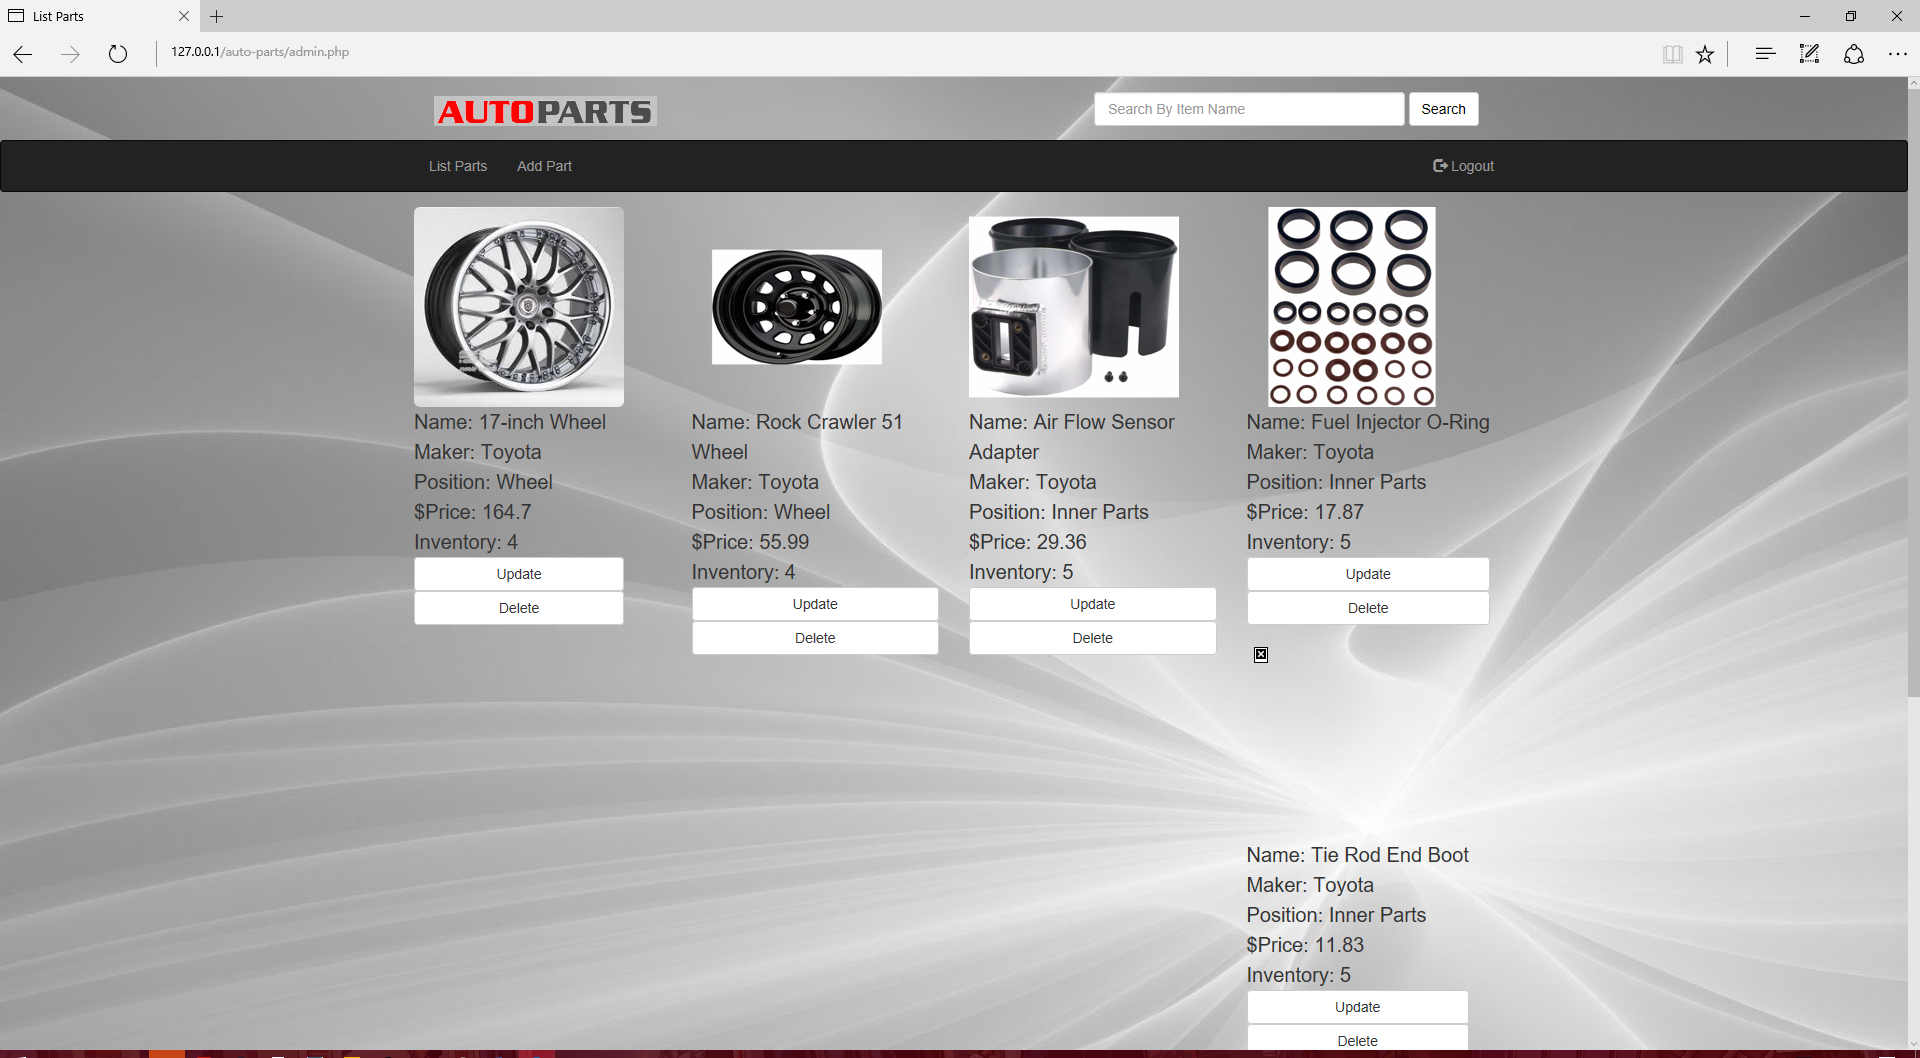 List Parts
127.0.0.1/auto-parts/admin.php
AUTOPARTS
Search By Item Name
Search
List Parts
Add Part
Logout
Name: 17-inch Wheel
Maker: Toyota
Position: Wheel
$Price: 164.7
Inventory: 4
Update
Delete
Name: Rock Crawler 51
Wheel
Maker: Toyota
Position: Wheel
$Price: 55.99
Inventory: 4
Update
Delete
Name: Air Flow Sensor
Adapter
Maker: Toyota
Position: Inner Parts
$Price: 29.36
Inventory: 5
Update
Delete
Name: Fuel Injector O-Ring
Maker: Toyota
Position: Inner Parts
$Price: 17.87
Inventory: 5
Update
Delete
Name: Tie Rod End Boot
Maker: Toyota
Position: Inner Parts
$Price: 11.83
Inventory: 5
Update
Delete